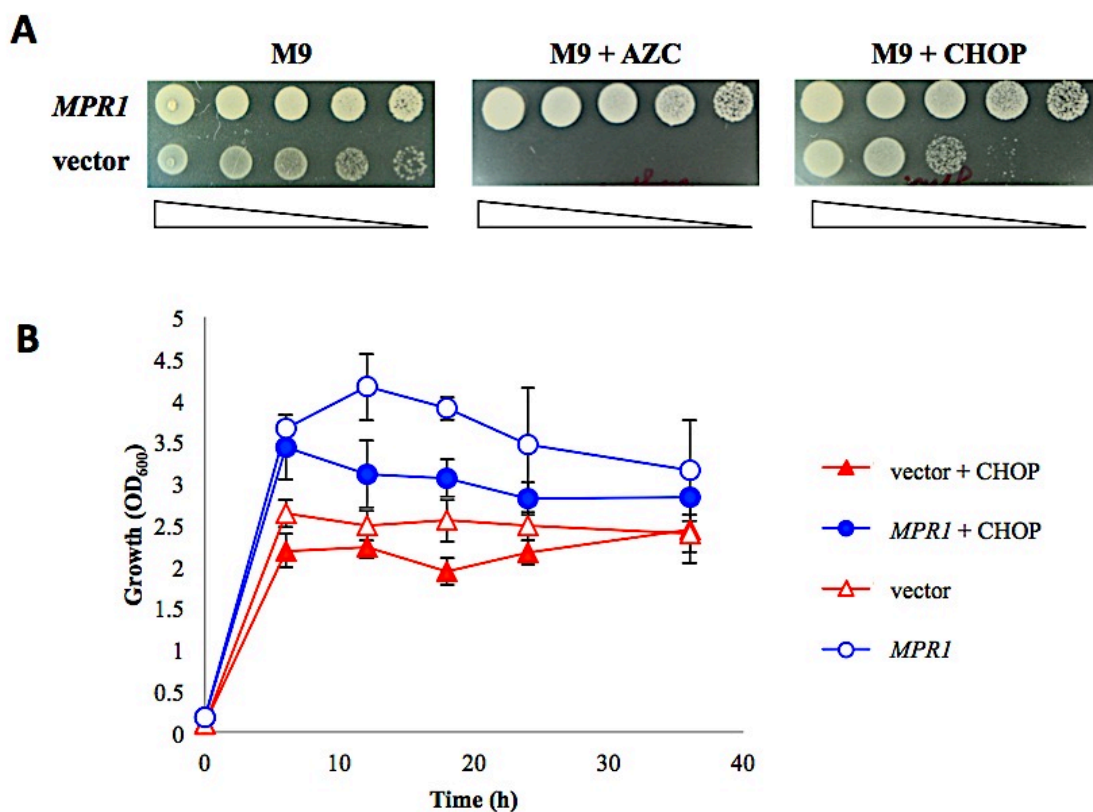 A
M9
M9 + AZC
M9 + CHOP
MPR1
vector
B
Growth (OD600)
5
4.5
4
3.5
3
2.5
2
1.5
1
0.5
0
0 10 20 30 40
Time (h)
vector + CHOP
MPR1 + CHOP
vector
MPR1